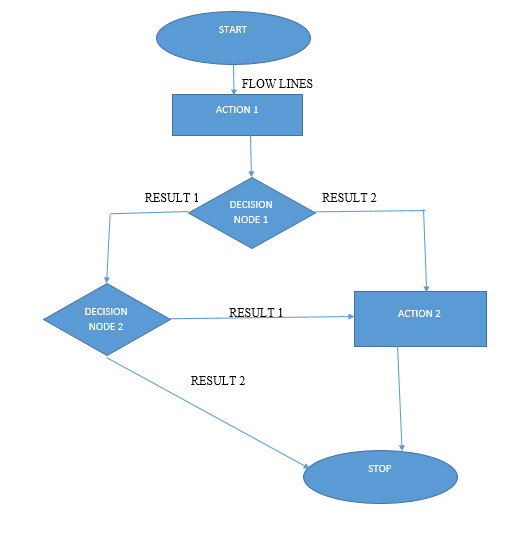 START
FLOW LINES
ACTION 1
RESULT 1
DECISION
NODE 1
RESULT 2
DECISION
NODE 2
RESULT 1
ACTION 2
RESULT 2
STOP